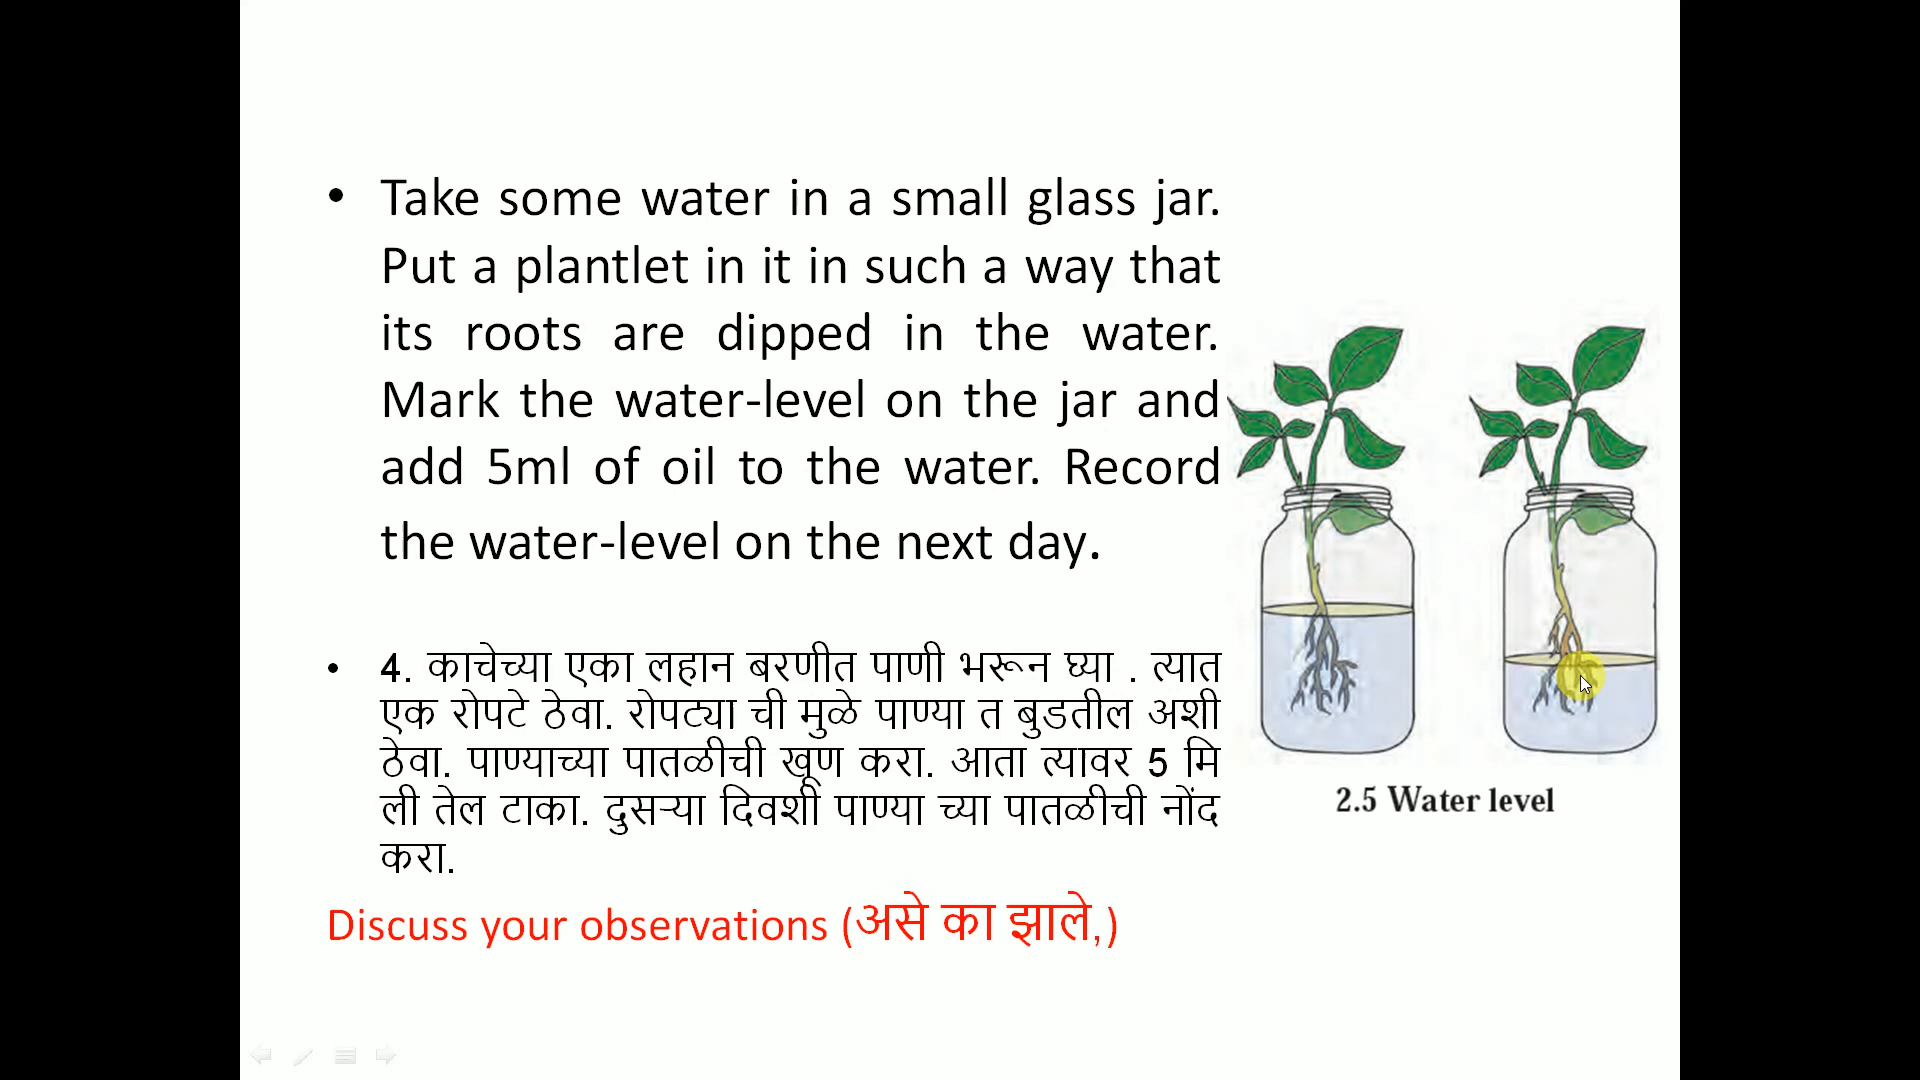 • Take some water in a small glass jar.
Put a plantlet in it in such a way that
its roots are dipped in the water.
Mark the water-level on the jar and
add 5ml of oil to the water. Record
the water-level on the next day.
• 4. काचेच्या एका लहान बरणीत पाणी भरून घ्या . त्यात
एक रोपटे ठेवा. रोपट्या ची मुळे पाण्या त बुडतील अशी
ठेवा. पाण्याच्या पातळीची खूण करा. आता त्यावर 5 मि
ली तेल टाका. दुसऱ्या दिवशी पाण्या च्या पातळीची नोंद
करा.
Discuss your observations (असे का झाले,)
2.5 Water level